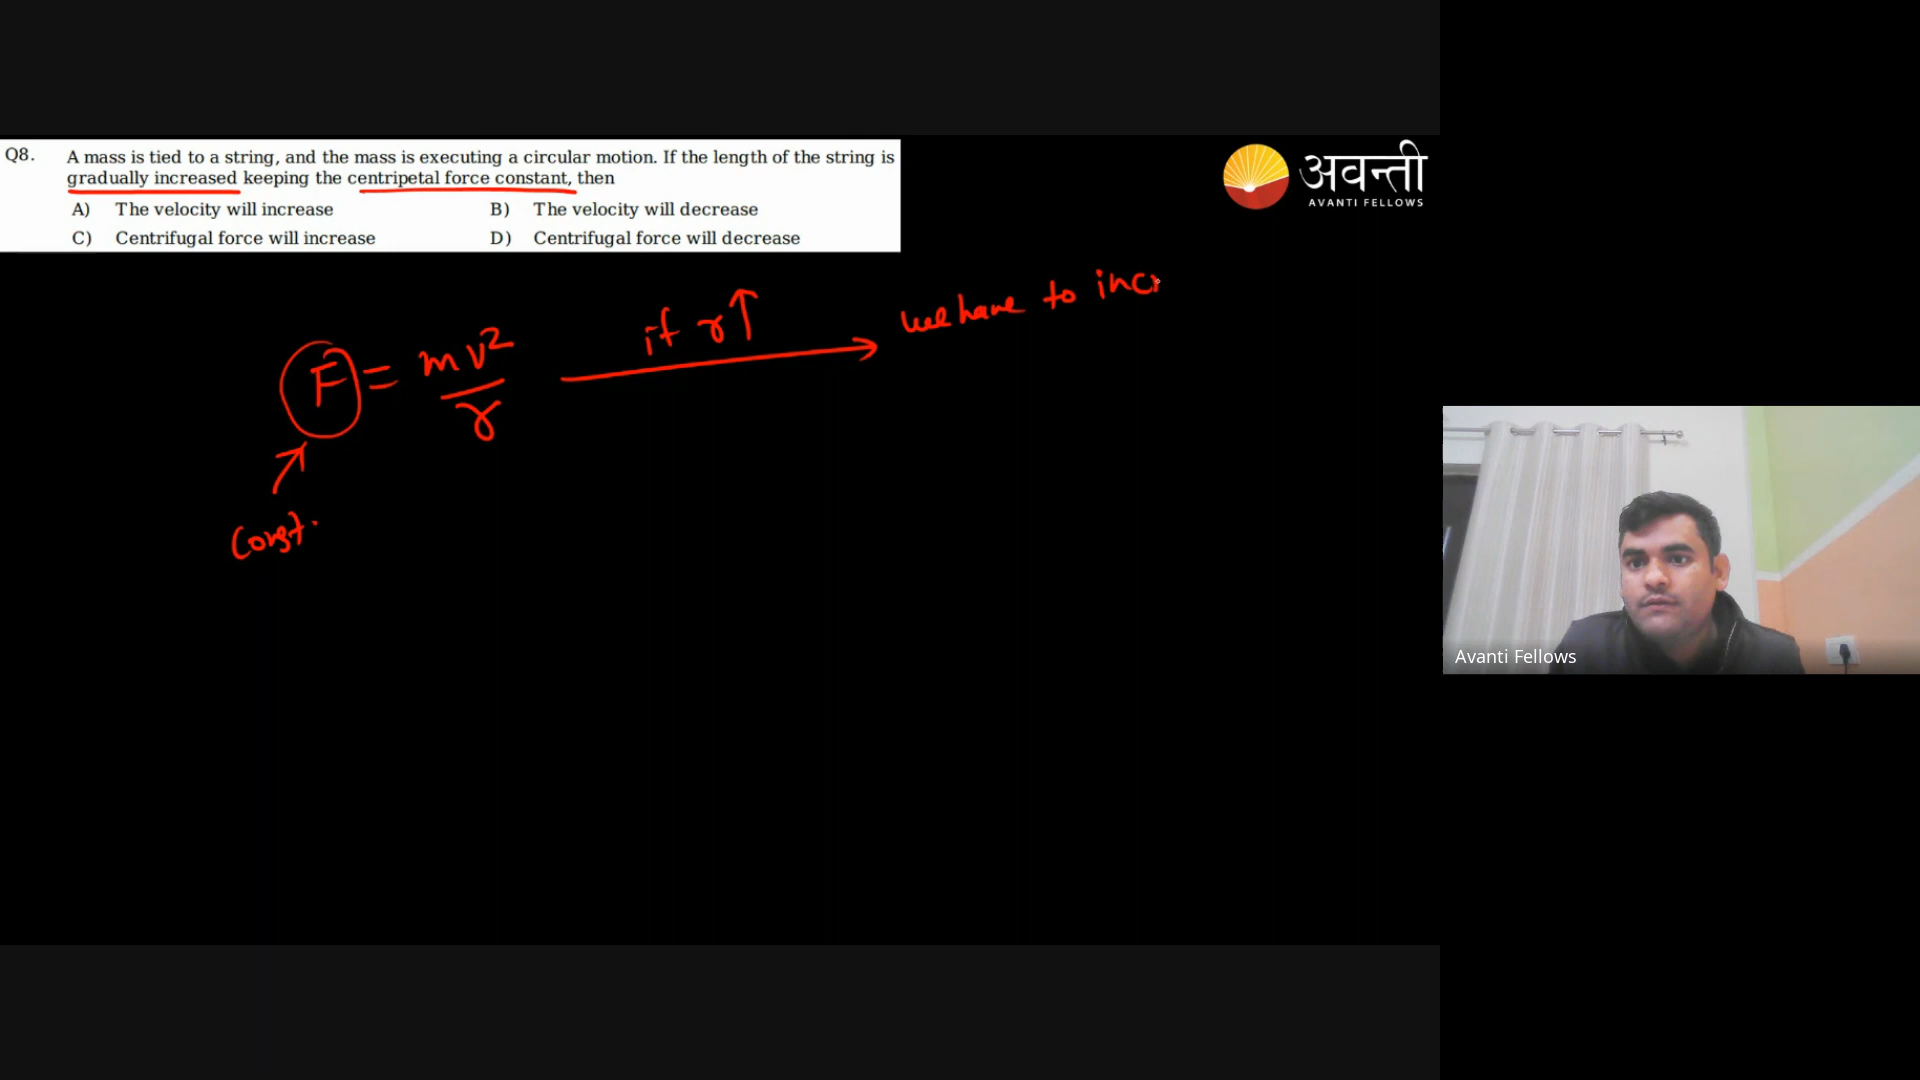 Q8. A mass is tied to a string, and the mass is executing a circular motion. If the length of the string is
gradually increased keeping the centripetal force constant, then
A) The velocity will increase B) The velocity will decrease
C) Centrifugal force will increase D) Centrifugal force will decrease
अवन्ती
AVANTI FELLOWS
F = mv²/r if r↑ we have to incr
Const.
Avanti Fellows